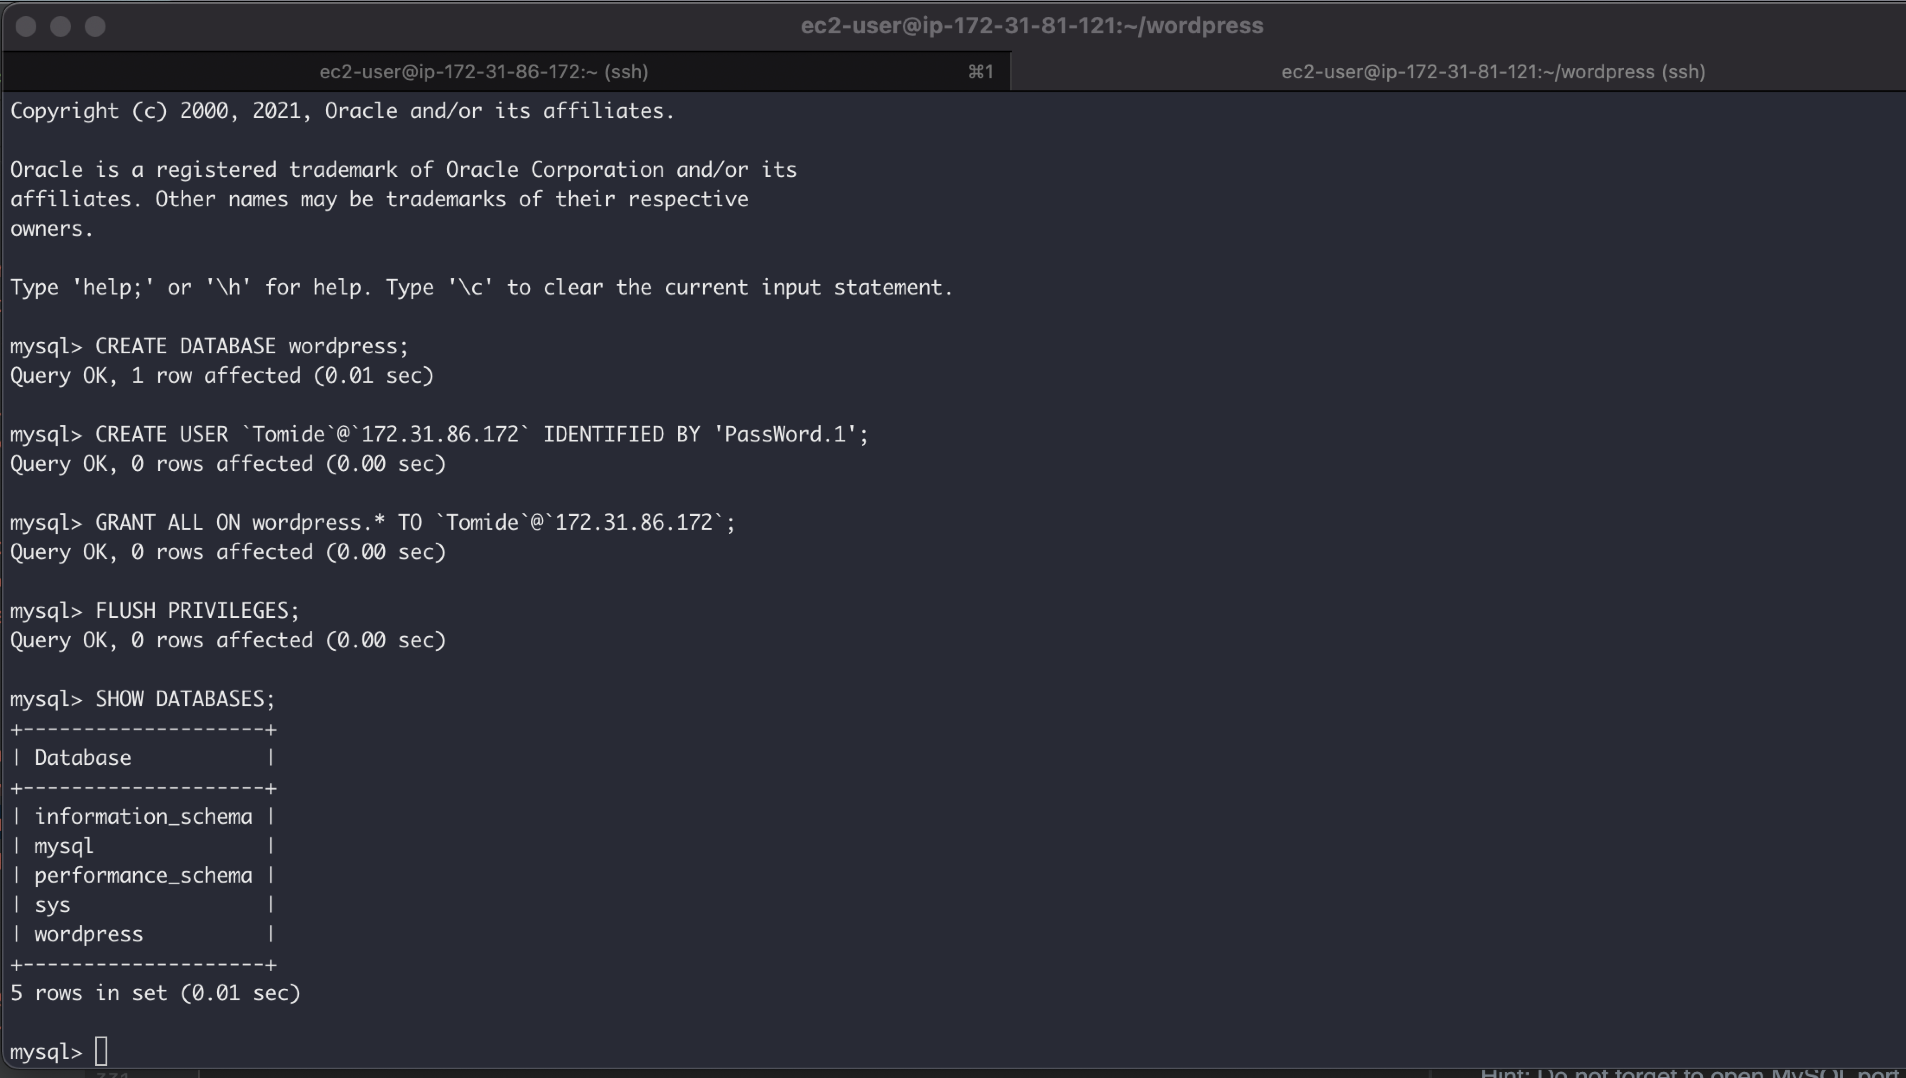 ec2-user@ip-172-31-81-121:~/wordpress
ec2-user@ip-172-31-86-172:~ (ssh) ⌘1 ec2-user@ip-172-31-81-121:~/wordpress (ssh)
Copyright (c) 2000, 2021, Oracle and/or its affiliates.
Oracle is a registered trademark of Oracle Corporation and/or its
affiliates. Other names may be trademarks of their respective
owners.
Type 'help;' or '\h' for help. Type '\c' to clear the current input statement.
mysql> CREATE DATABASE wordpress;
Query OK, 1 row affected (0.01 sec)
mysql> CREATE USER `Tomide`@`172.31.86.172` IDENTIFIED BY 'PassWord.1';
Query OK, 0 rows affected (0.00 sec)
mysql> GRANT ALL ON wordpress.* TO `Tomide`@`172.31.86.172`;
Query OK, 0 rows affected (0.00 sec)
mysql> FLUSH PRIVILEGES;
Query OK, 0 rows affected (0.00 sec)
mysql> SHOW DATABASES;
+--------------------+
| Database           |
+--------------------+
| information_schema |
| mysql              |
| performance_schema |
| sys                |
| wordpress          |
+--------------------+
5 rows in set (0.01 sec)
mysql>
Hint: Do not forget to open MySQL port